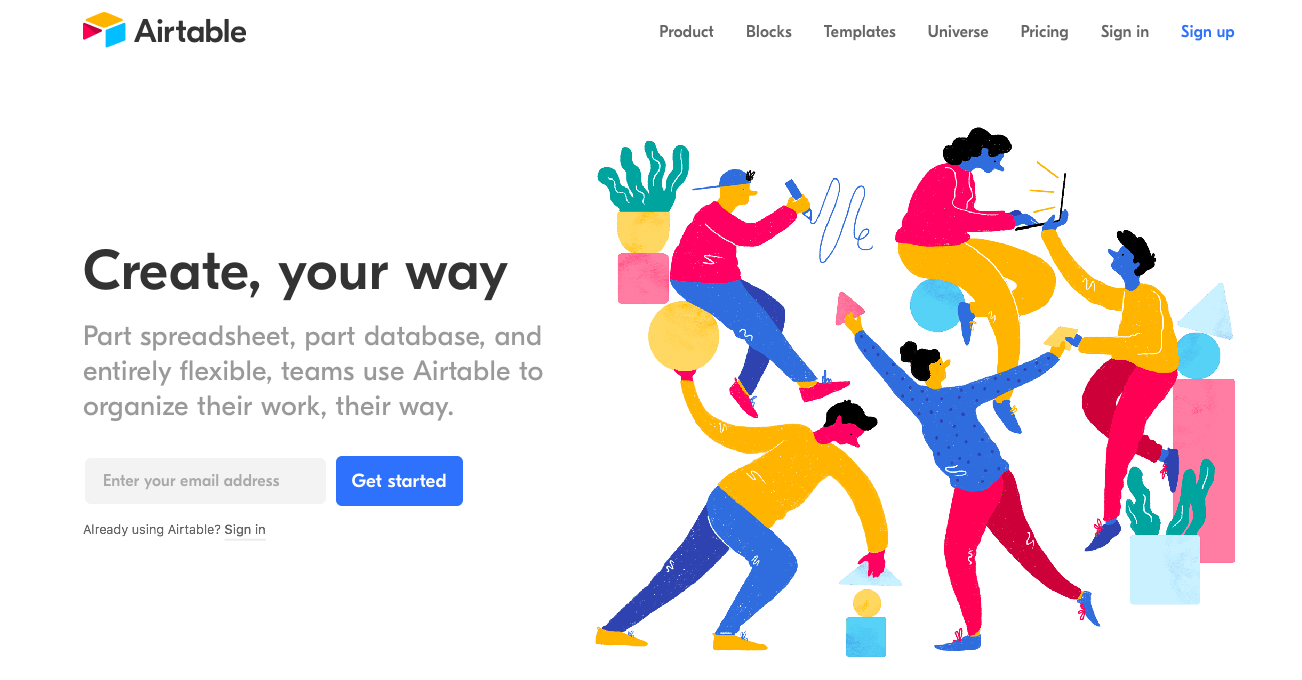 Airtable
Product Blocks Templates Universe Pricing Sign in Sign up
Create, your way
Part spreadsheet, part database, and
entirely flexible, teams use Airtable to
organize their work, their way.
Enter your email address
Get started
Already using Airtable? Sign in